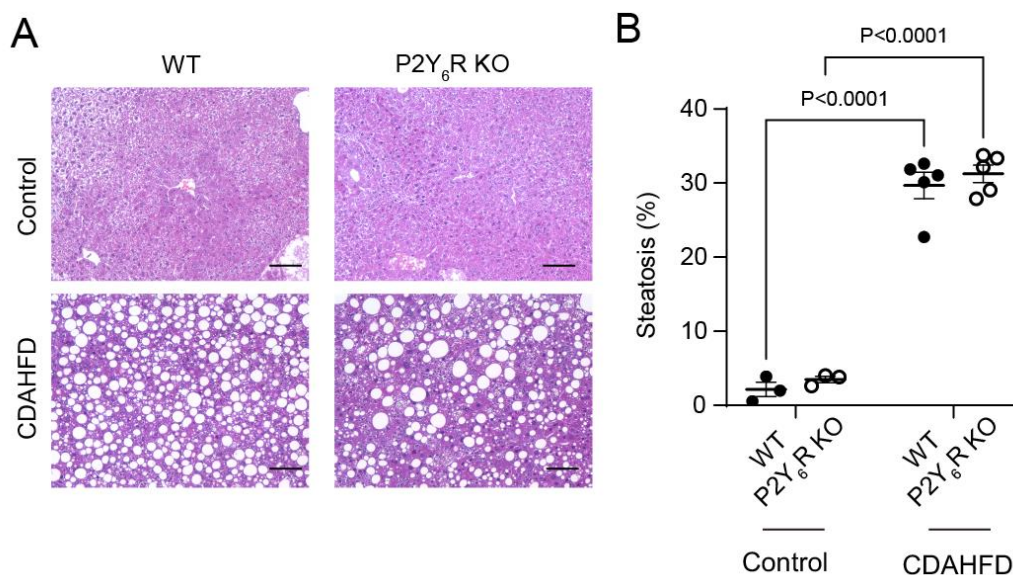 A
WT
P2Y₆R KO
Control
CDAHFD
B
P<0.0001
P<0.0001
Steatosis (%)
40
30
20
10
0
WT
P2Y₆R KO
WT
P2Y₆R KO
Control
CDAHFD